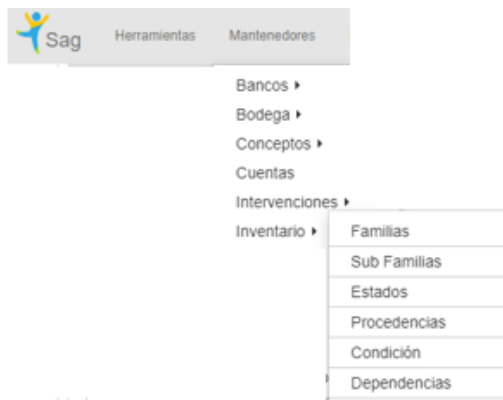 Sag Herramientas Mantenedores
Bancos
Bodega
Conceptos
Cuentas
Intervenciones
Inventario Familias
Sub Familias
Estados
Procedencias
Condición
Dependencias